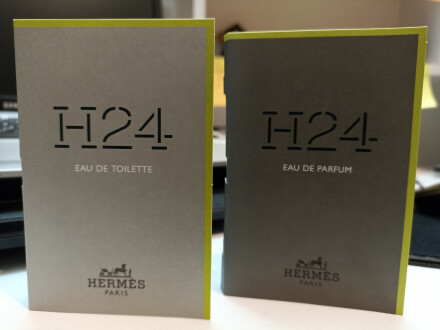 H24
EAU DE TOILETTE
HERMÈS
PARIS
H24
EAU DE PARFUM
HERMÈS
PARIS